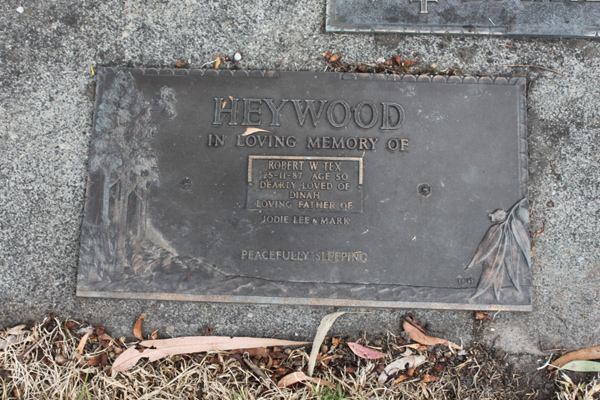 HEYWOOD
IN LOVING MEMORY OF
ROBERT W. TEX
25-11-87 AGE 50
DEARLY LOVED OF
DINAH
LOVING FATHER OF
JODIE LEE & MARK
PEACEFULLY SLEEPING